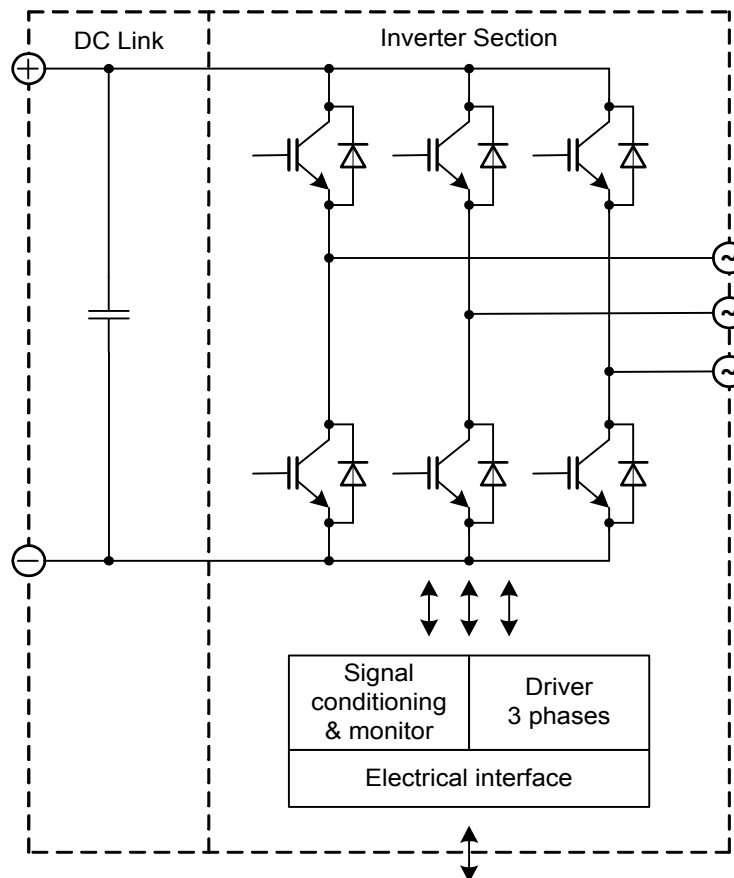 DC Link
Inverter Section
+
~
~
~
−
Signal
conditioning
& monitor
Driver
3 phases
Electrical interface